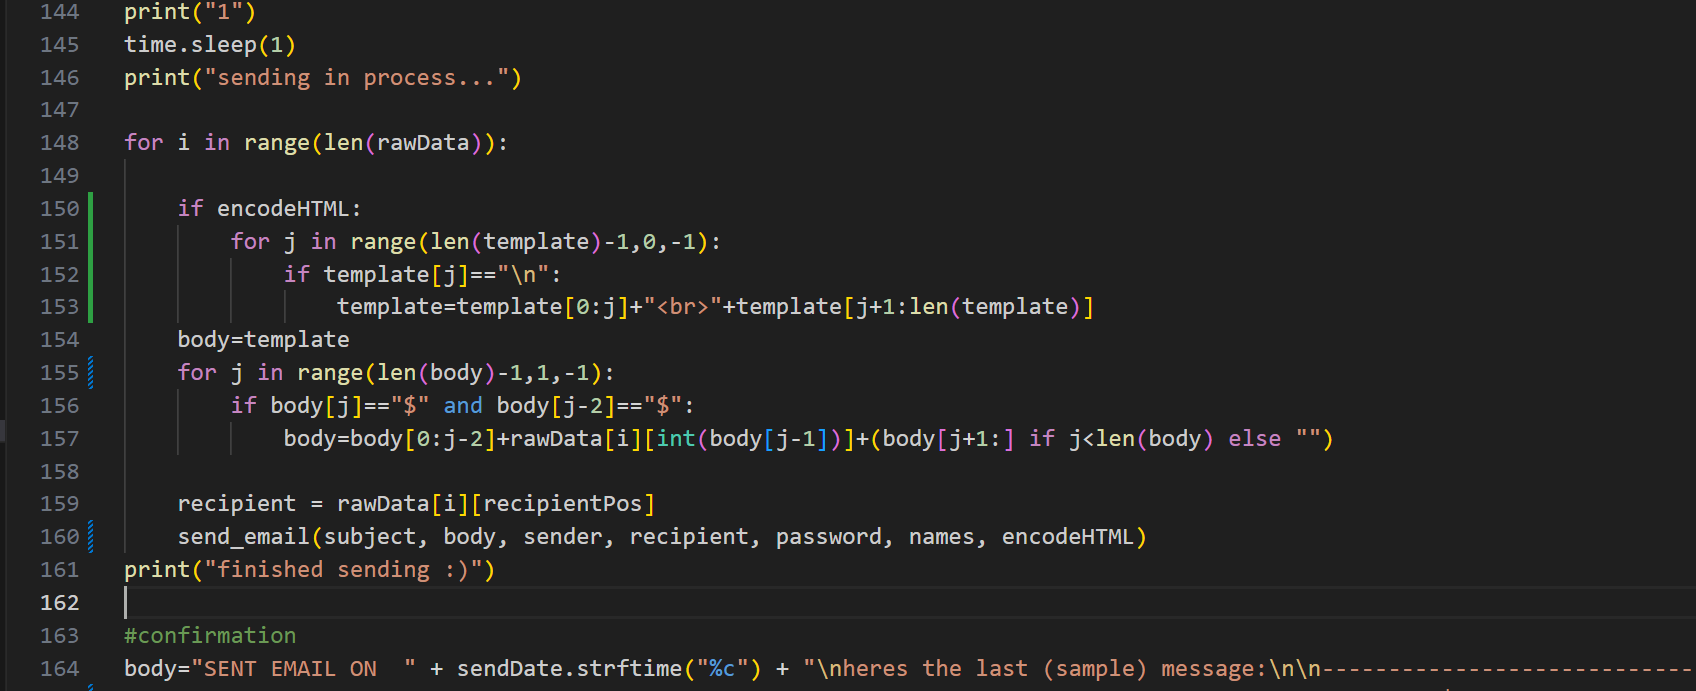 144 print("1")
145 time.sleep(1)
146 print("sending in process...")
147
148 for i in range(len(rawData)):
149
150     if encodeHTML:
151         for j in range(len(template)-1,0,-1):
152             if template[j]=="\n":
153                 template=template[0:j]+"<br>"+template[j+1:len(template)]
154     body=template
155     for j in range(len(body)-1,1,-1):
156         if body[j]=="$" and body[j-2]=="$":
157             body=body[0:j-2]+rawData[i][int(body[j-1])]+(body[j+1:] if j<len(body) else "")
158
159     recipient = rawData[i][recipientPos]
160     send_email(subject, body, sender, recipient, password, names, encodeHTML)
161 print("finished sending :)")
162
163 #confirmation
164 body="SENT EMAIL ON  " + sendDate.strftime("%c") + "\nheres the last (sample) message:\n\n----------------------------